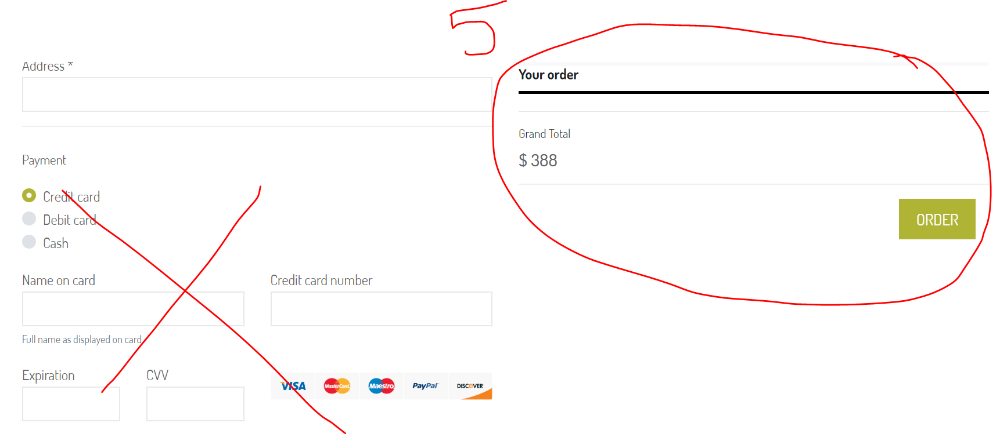 5
Address *
Your order
Grand Total
$ 388
Payment
Credit card
Debit card
Cash
ORDER
Name on card
Credit card number
Full name as displayed on card
Expiration
CVV
VISA MasterCard Maestro PayPal DISCOVER